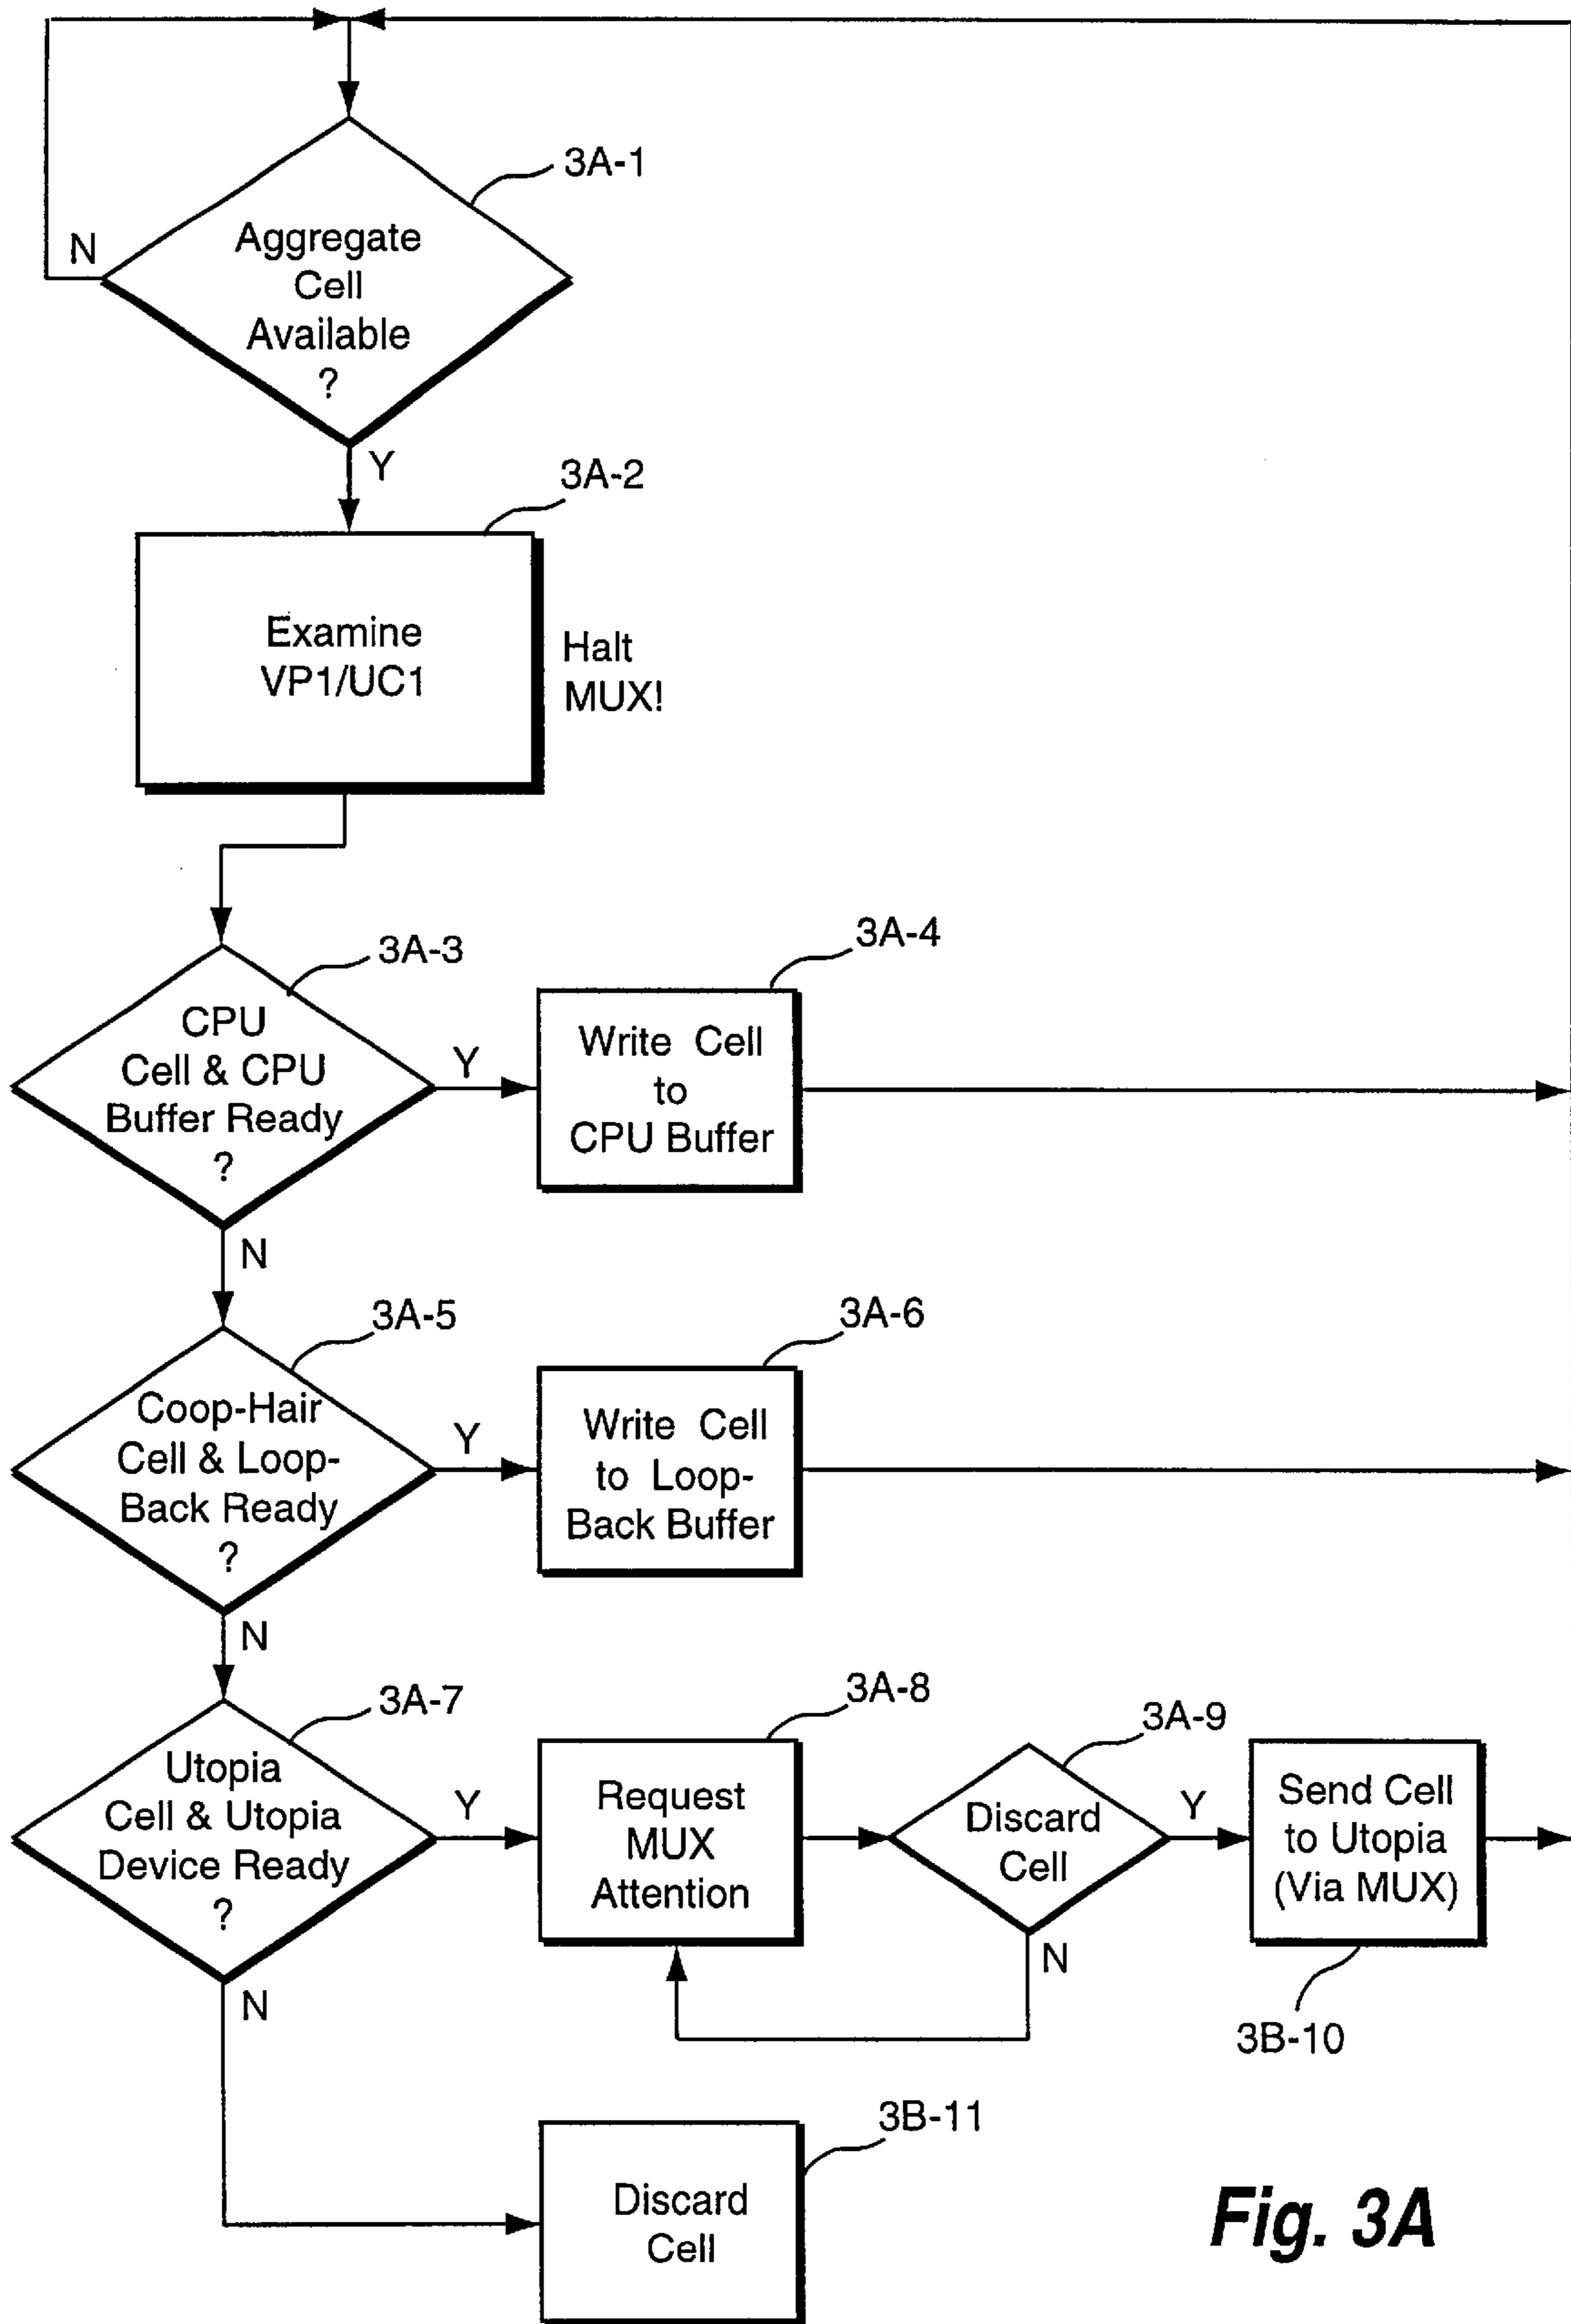 3A-1
N
Aggregate
Cell
Available
?
Y
3A-2
Examine
VP1/UC1
Halt
MUX!
3A-3
3A-4
CPU
Cell & CPU
Buffer Ready
?
Y
Write Cell
to
CPU Buffer
N
3A-5
3A-6
Coop-Hair
Cell & Loop-
Back Ready
?
Y
Write Cell
to Loop-
Back Buffer
N
3A-7
3A-8
3A-9
Utopia
Cell & Utopia
Device Ready
?
Y
Request
MUX
Attention
Discard
Cell
Y
Send Cell
to Utopia
(Via MUX)
N
N
3B-10
3B-11
Discard
Cell
Fig. 3A